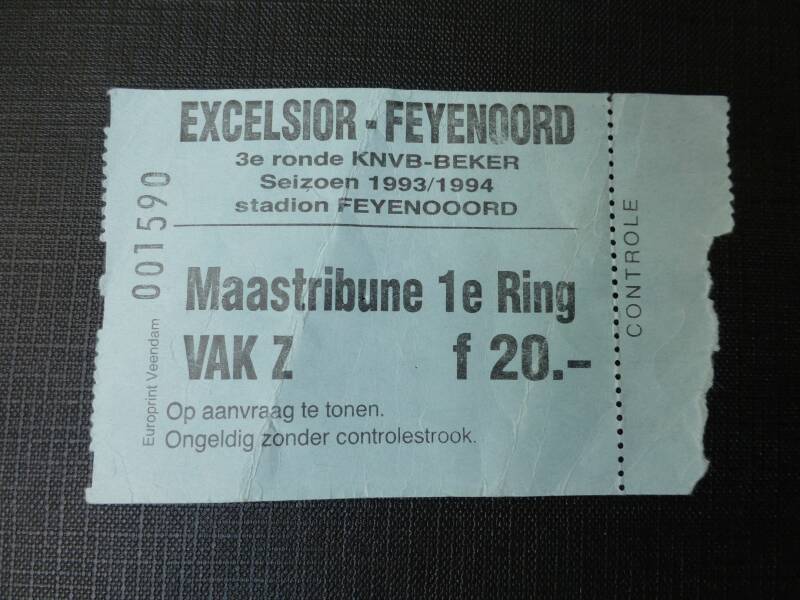 EXCELSIOR - FEYENOORD
3e ronde KNVB-BEKER
Seizoen 1993/1994
stadion FEYENOOORD
001590
Maastribune 1e Ring
VAK Z f 20.-
Europrint Veendam
Op aanvraag te tonen.
Ongeldig zonder controlestrook.
CONTROLE